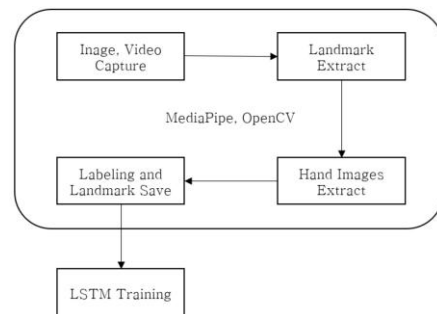 Image, Video
Capture
Landmark
Extract
MediaPipe, OpenCV
Labeling and
Landmark Save
Hand Images
Extract
LSTM Training